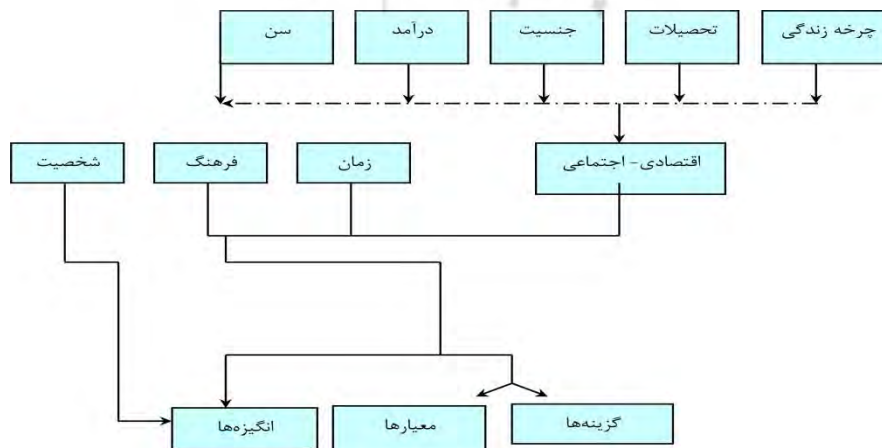 چرخه زندگی
تحصیلات
جنسیت
درآمد
سن
اقتصادی - اجتماعی
زمان
فرهنگ
شخصیت
گزینه‌ها
معیارها
انگیزه‌ها